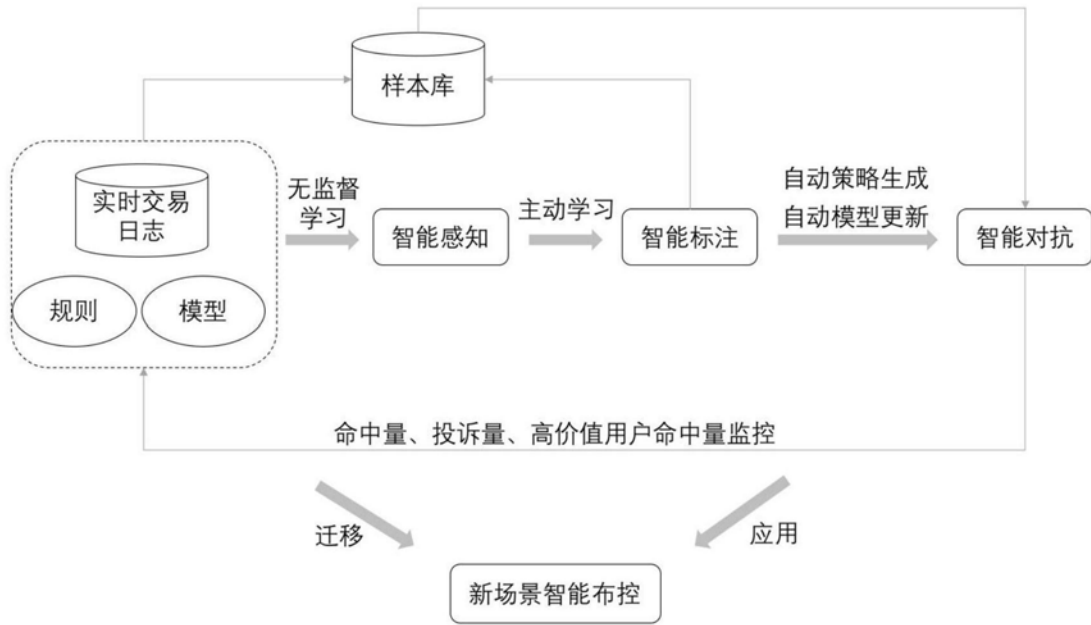 样本库
实时交易
日志
规则
模型
无监督
学习
智能感知
主动学习
智能标注
自动策略生成
自动模型更新
智能对抗
命中量、投诉量、高价值用户命中量监控
迁移
应用
新场景智能布控